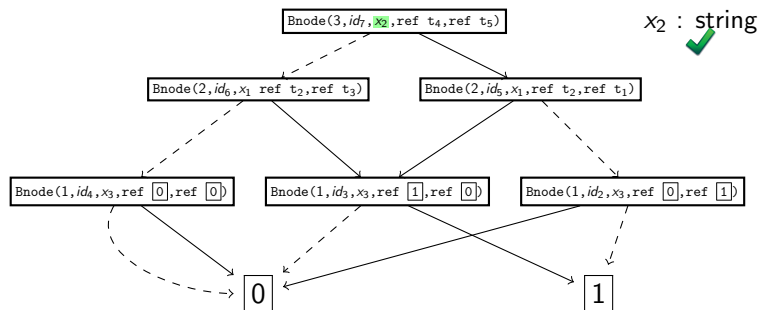 Bnode(3,id₇,x₂,ref t₄,ref t₅)
x₂ : string
Bnode(2,id₆,x₁ ref t₂,ref t₃)
Bnode(2,id₅,x₁,ref t₂,ref t₁)
Bnode(1,id₄,x₃,ref 0,ref 0)
Bnode(1,id₃,x₃,ref 1,ref 0)
Bnode(1,id₂,x₃,ref 0,ref 1)
0
1